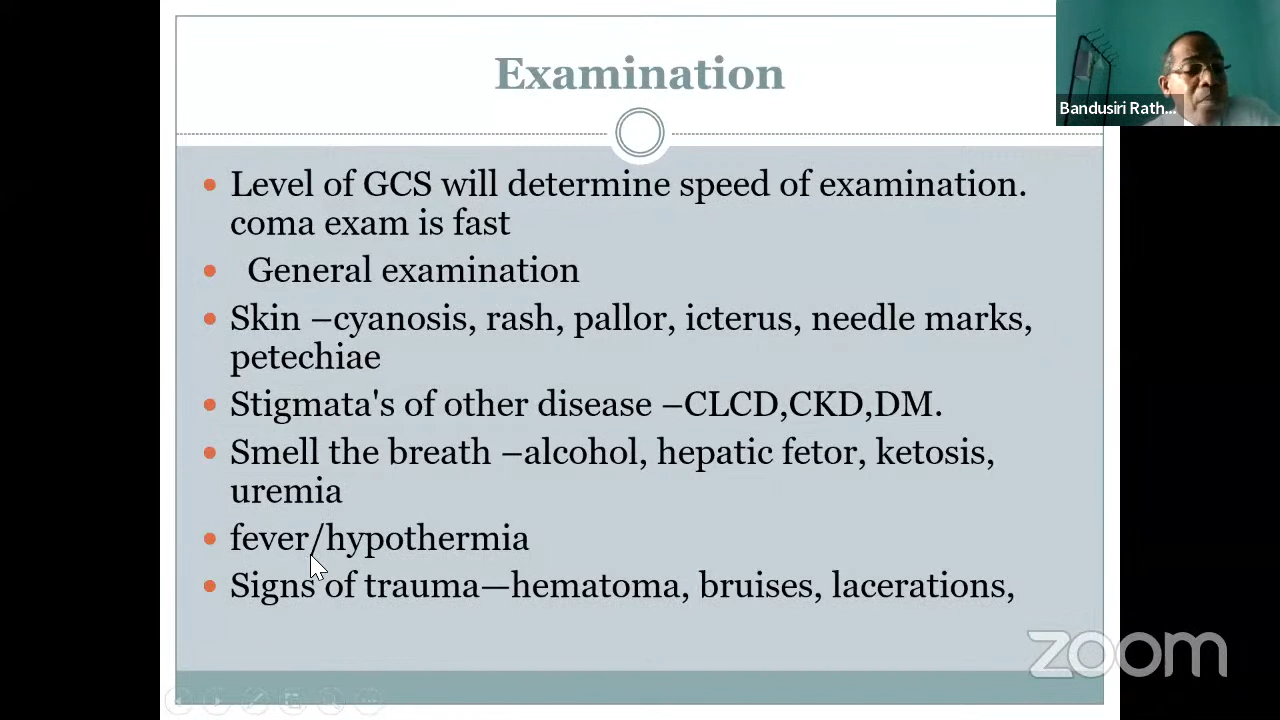 Examination
Bandusiri Rath...
Level of GCS will determine speed of examination.
coma exam is fast
General examination
Skin –cyanosis, rash, pallor, icterus, needle marks,
petechiae
Stigmata's of other disease –CLCD,CKD,DM.
Smell the breath –alcohol, hepatic fetor, ketosis,
uremia
fever/hypothermia
Signs of trauma—hematoma, bruises, lacerations,
zoom